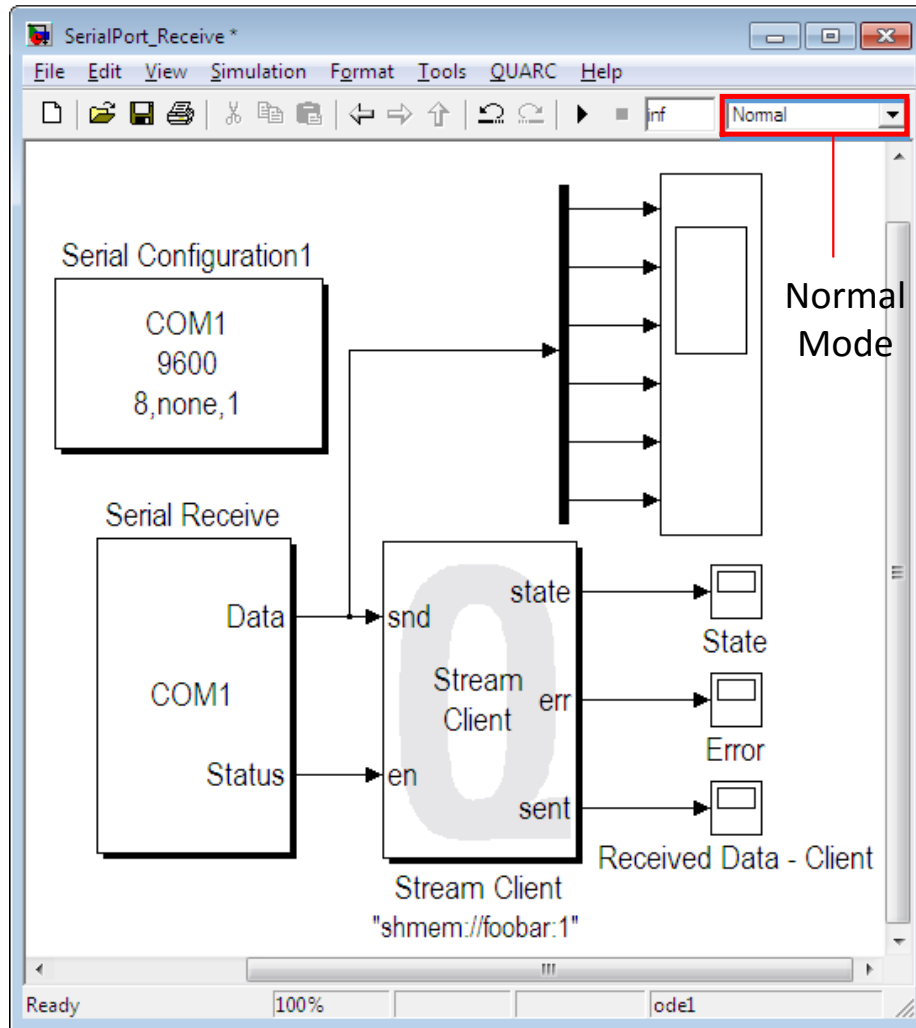 SerialPort_Receive *
File Edit View Simulation Format Tools QUARC Help
inf Normal
Normal
Mode
Serial Configuration1
COM1
9600
8,none,1
Serial Receive
Data
COM1
Status
snd
en
Stream
Client
state
err
sent
Stream Client
"shmem://foobar:1"
State
Error
Received Data - Client
Ready 100% ode1